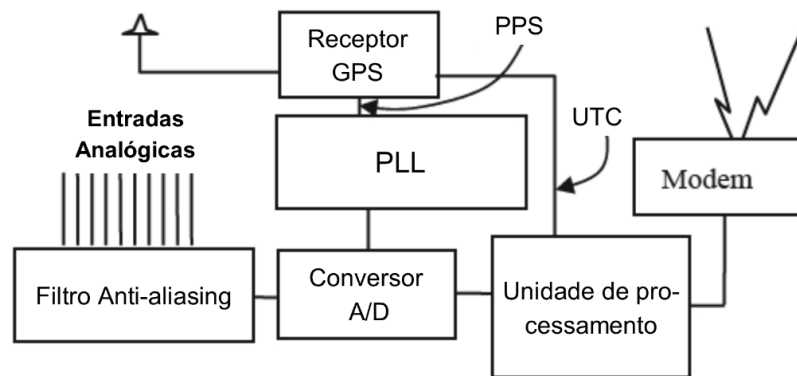 Receptor
GPS
PPS
Entradas
Analógicas
UTC
PLL
Modem
Filtro Anti-aliasing
Conversor
A/D
Unidade de pro-
cessamento